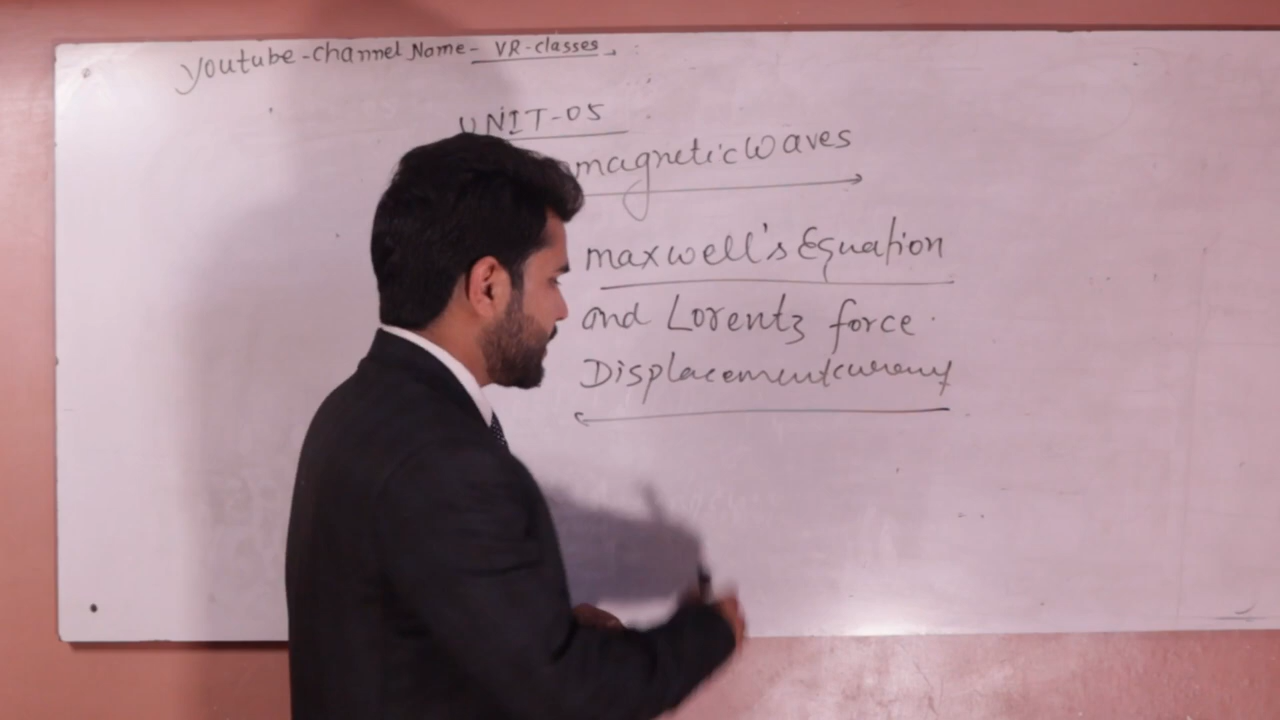 Youtube-channel Name- VR-classes.
UNIT-05
magnetic Waves
maxwell's Equation
and Lorentz force.
Displacement current